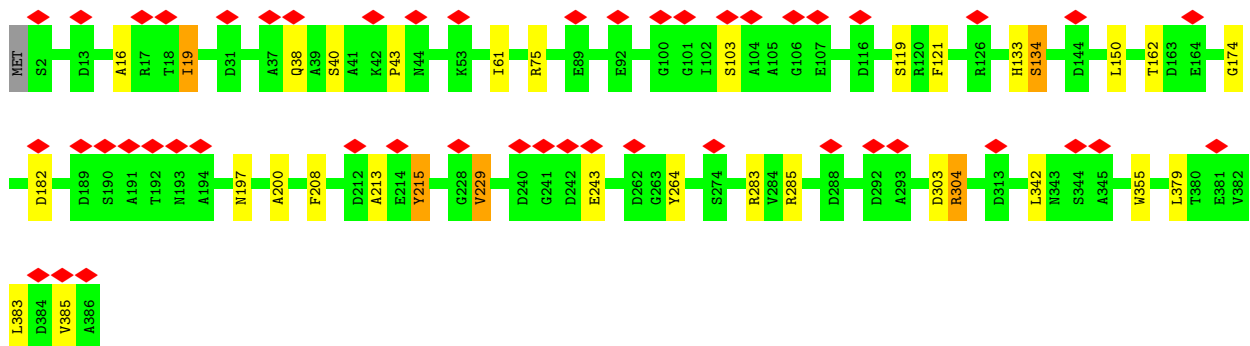 MET S2 D13 A16 R17 T18 I19 D31 A37 Q38 A39 S40 A41 K42 P43 N44 K53 I61 R75 E89 E92 G100 G101 I102 S103 A104 A105 G106 E107 D116 S119 R120 F121 R126 H133 S134 D144 L150 T162 D163 E164 G174
D182 D189 S190 A191 T192 N193 A194 N197 A200 F208 D212 A213 E214 Y215 G228 V229 D240 G241 D242 E243 D262 G263 Y264 S274 R283 V284 R285 D288 D292 A293 D303 R304 D313 L342 N343 S344 A345 W355 L379 T380 E381 V382
L383 D384 V385 A386